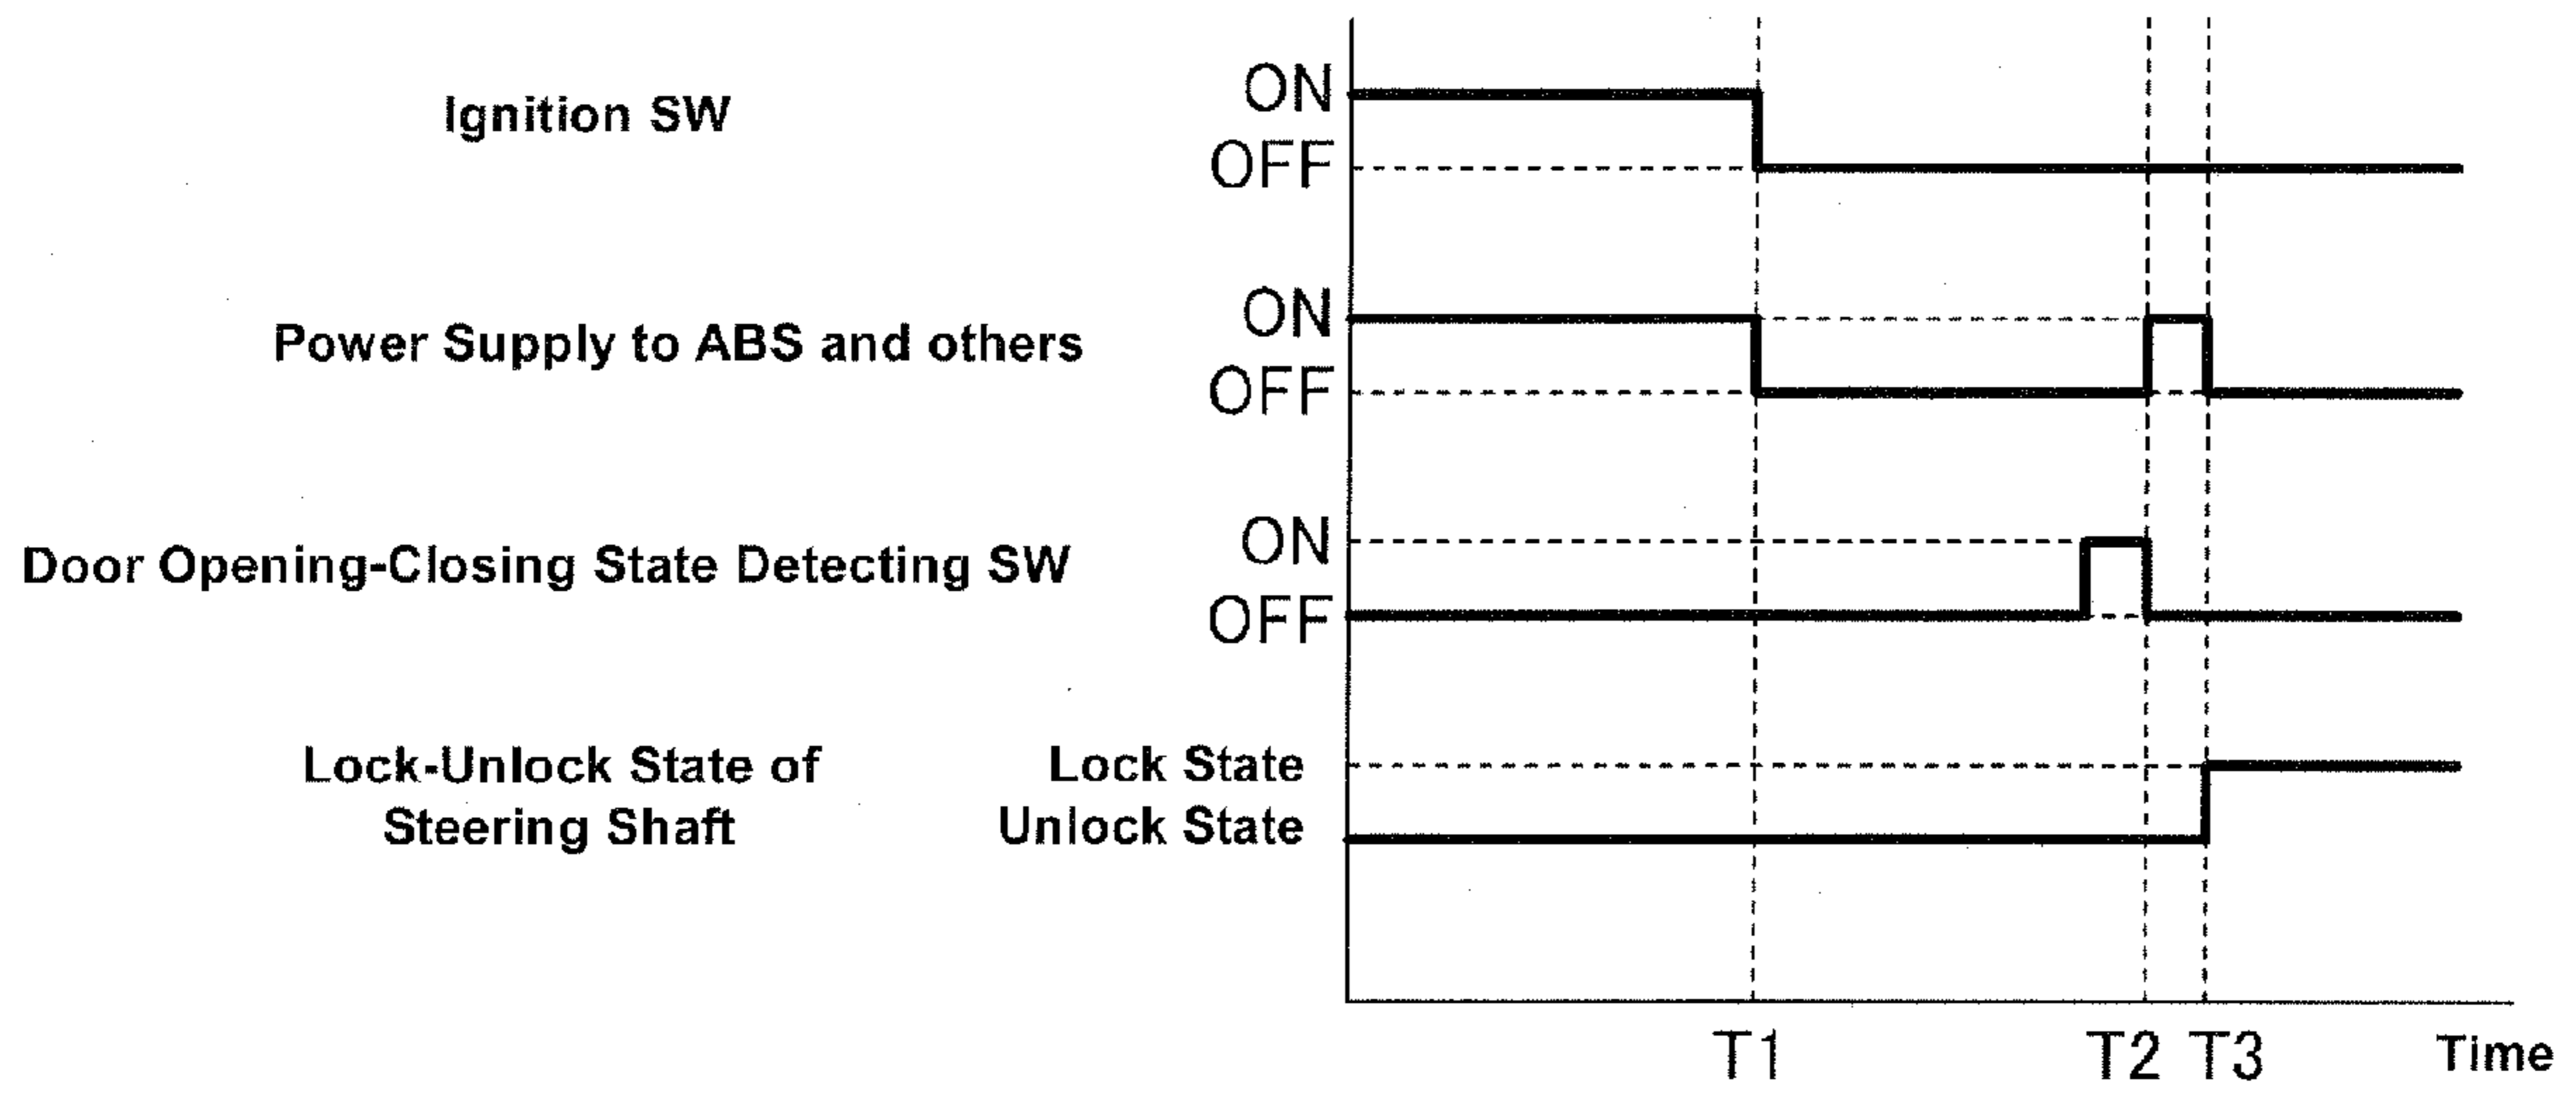 Ignition SW
ON
OFF
Power Supply to ABS and others
ON
OFF
Door Opening-Closing State Detecting SW
ON
OFF
Lock-Unlock State of
Steering Shaft
Lock State
Unlock State
T1 T2 T3 Time